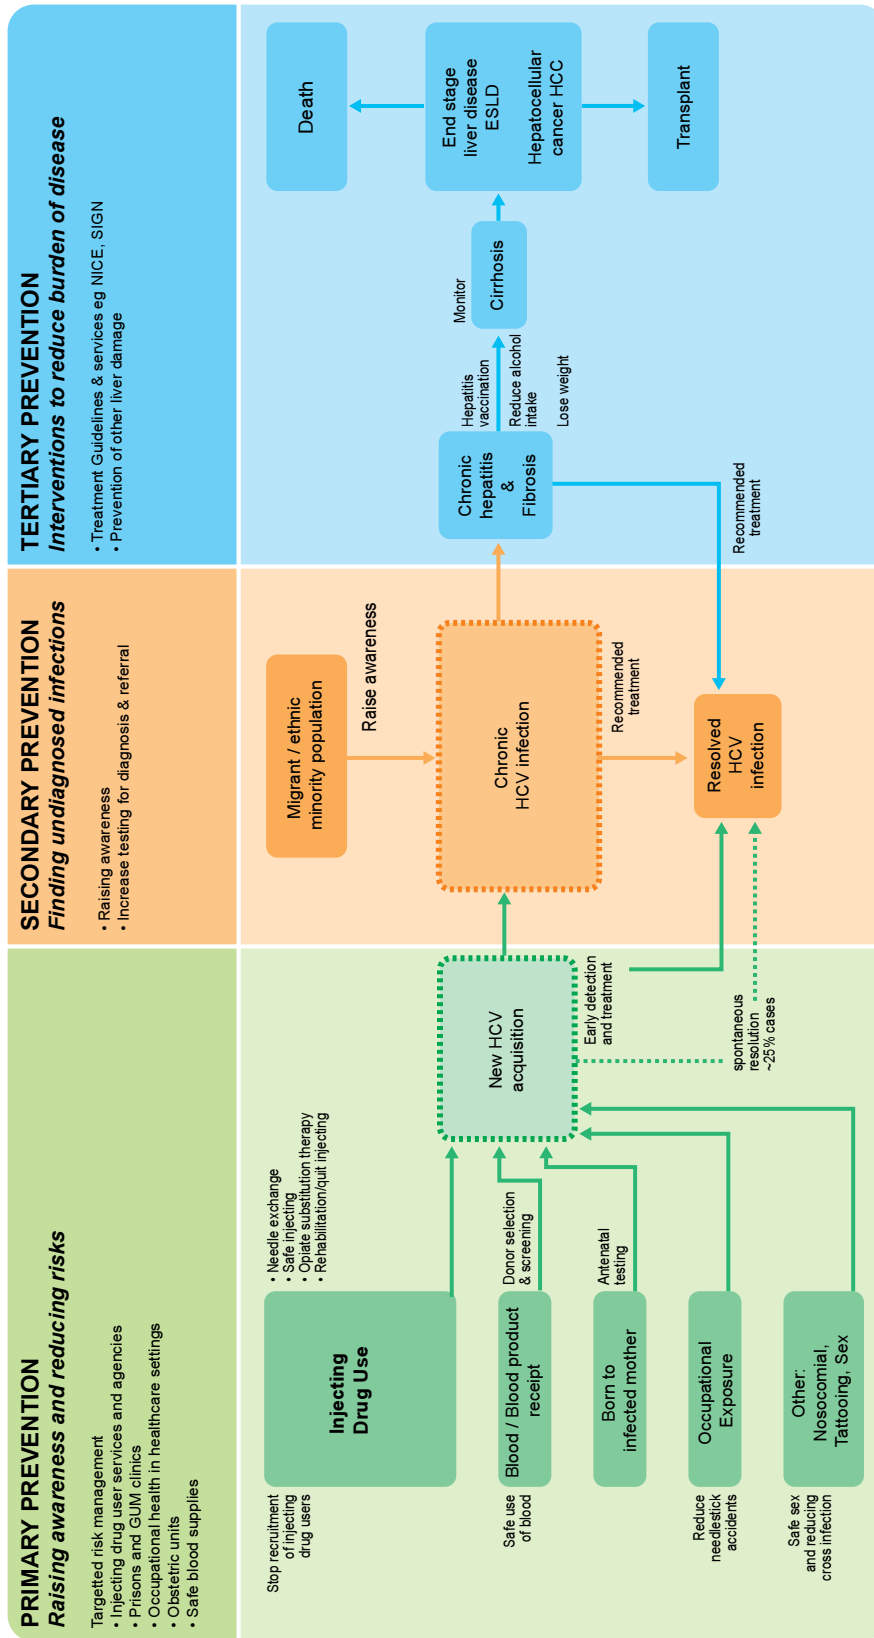 PRIMARY PREVENTION
Raising awareness and reducing risks
Targetted risk management
• Injecting drug user services and agencies
• Prisons and GUM clinics
• Occupational health in healthcare settings
• Obstetric units
• Safe blood supplies
SECONDARY PREVENTION
Finding undiagnosed infections
• Raising awareness
• Increase testing for diagnosis & referral
TERTIARY PREVENTION
Interventions to reduce burden of disease
• Treatment Guidelines & services eg NICE, SIGN
• Prevention of other liver damage
Stop recruitment
of injecting
drug users
Injecting
Drug Use
• Needle exchange
• Safe injecting
• Opiate substitution therapy
• Rehabilitation/quit injecting
Safe use
of blood
Blood / Blood product
receipt
Donor selection
& screening
Born to
infected mother
Antenatal
testing
Reduce
needlestick
accidents
Occupational
Exposure
Safe sex
and reducing
cross infection
Other:
Nosocomial,
Tattooing, Sex
New HCV
acquisition
Early detection
and treatment
spontaneous
resolution
~25% cases
Migrant / ethnic
minority population
Raise awareness
Chronic
HCV infection
Recommended
treatment
Resolved
HCV
infection
Chronic
hepatitis
&
Fibrosis
Hepatitis
vaccination
Reduce alcohol
intake
Lose weight
Recommended
treatment
Monitor
Cirrhosis
Death
End stage
liver disease
ESLD
Hepatocellular
cancer HCC
Transplant